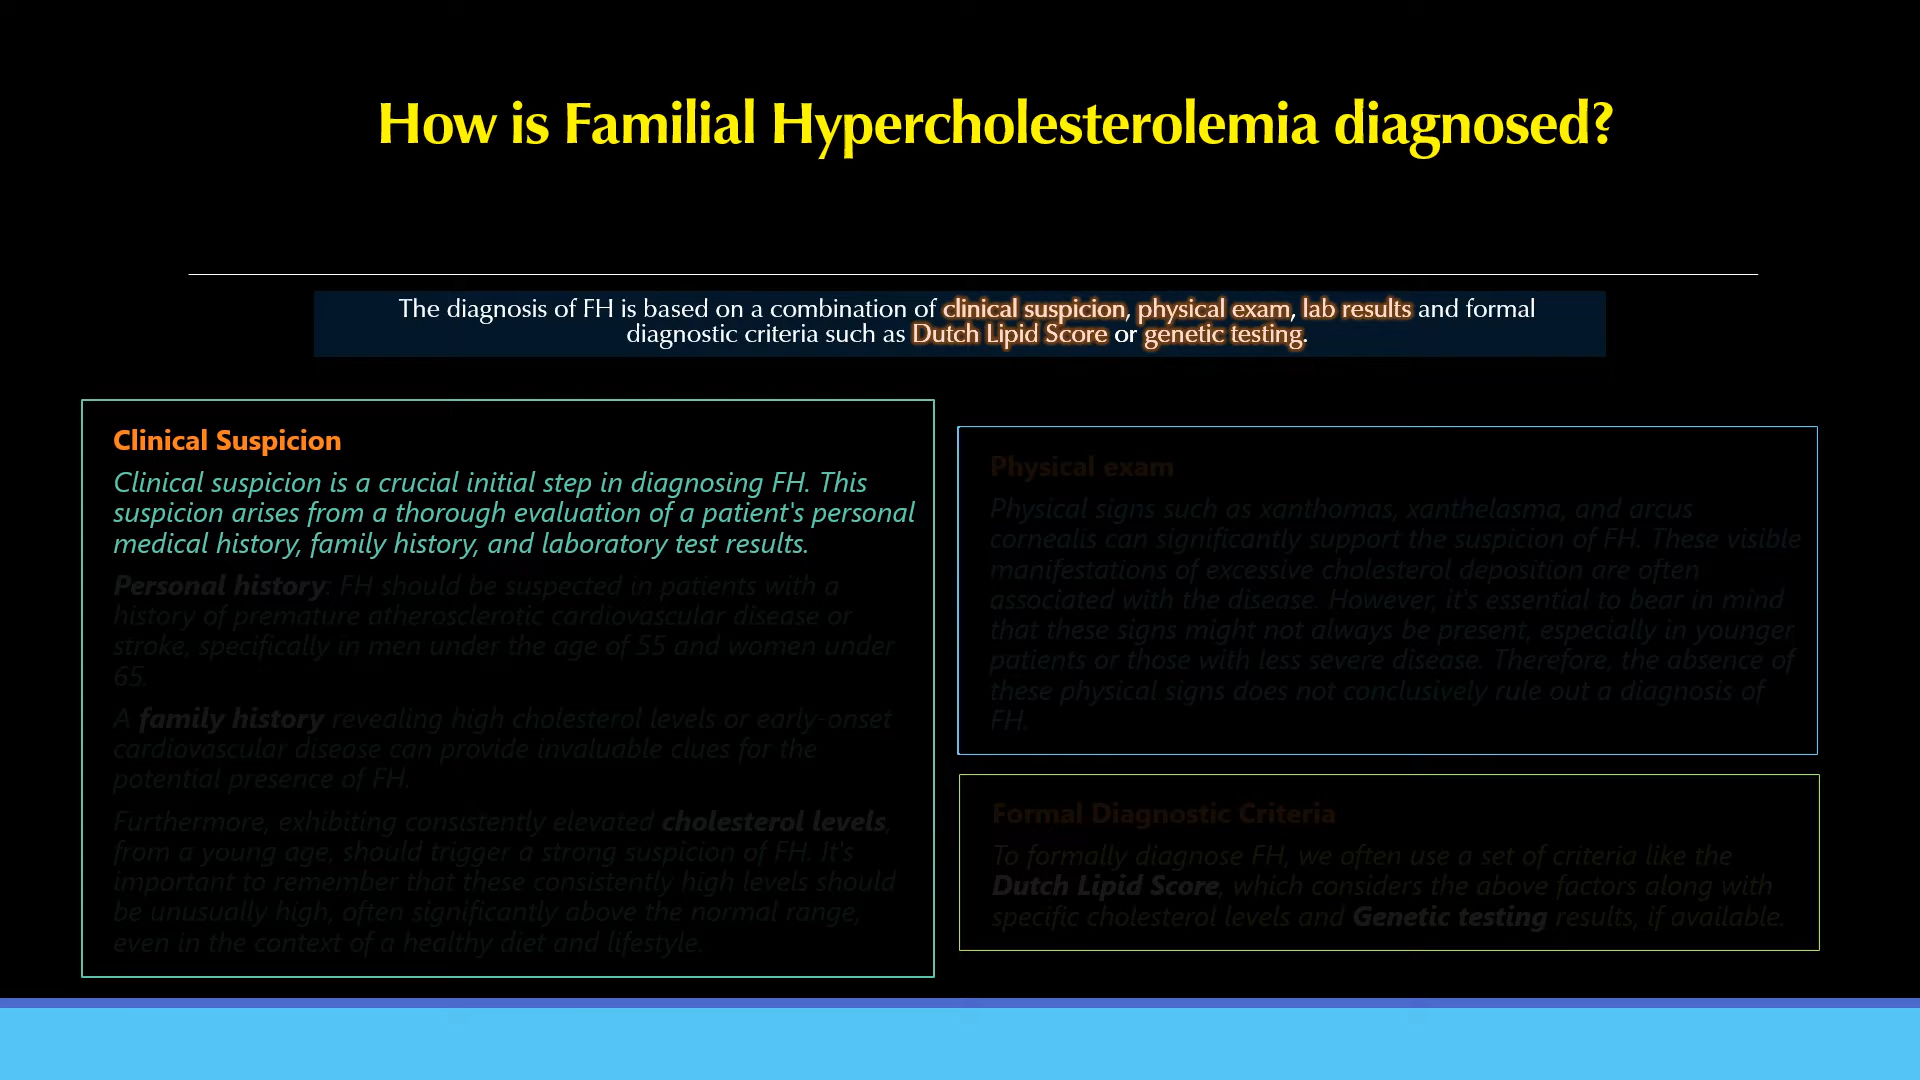 How is Familial Hypercholesterolemia diagnosed?
The diagnosis of FH is based on a combination of clinical suspicion, physical exam, lab results and formal
diagnostic criteria such as Dutch Lipid Score or genetic testing.
Clinical Suspicion
Clinical suspicion is a crucial initial step in diagnosing FH. This
suspicion arises from a thorough evaluation of a patient's personal
medical history, family history, and laboratory test results.
Personal history: FH should be suspected in patients with a
history of premature atherosclerotic cardiovascular disease or
stroke, specifically in men under the age of 55 and women under
65.
A family history revealing high cholesterol levels or early-onset
cardiovascular disease can provide invaluable clues for the
potential presence of FH.
Furthermore, exhibiting consistently elevated cholesterol levels,
from a young age, should trigger a strong suspicion of FH. It's
important to remember that these consistently high levels should
be unusually high, often significantly above the normal range,
even in the context of a healthy diet and lifestyle.
Physical exam
Physical signs such as xanthomas, xanthelasma, and arcus
cornealis can significantly support the suspicion of FH. These visible
manifestations of excessive cholesterol deposition are often
associated with the disease. However, it's essential to bear in mind
that these signs might not always be present, especially in younger
patients or those with less severe disease. Therefore, the absence of
these physical signs does not conclusively rule out a diagnosis of
FH.
Formal Diagnostic Criteria
To formally diagnose FH, we often use a set of criteria like the
Dutch Lipid Score, which considers the above factors along with
specific cholesterol levels and Genetic testing results, if available.